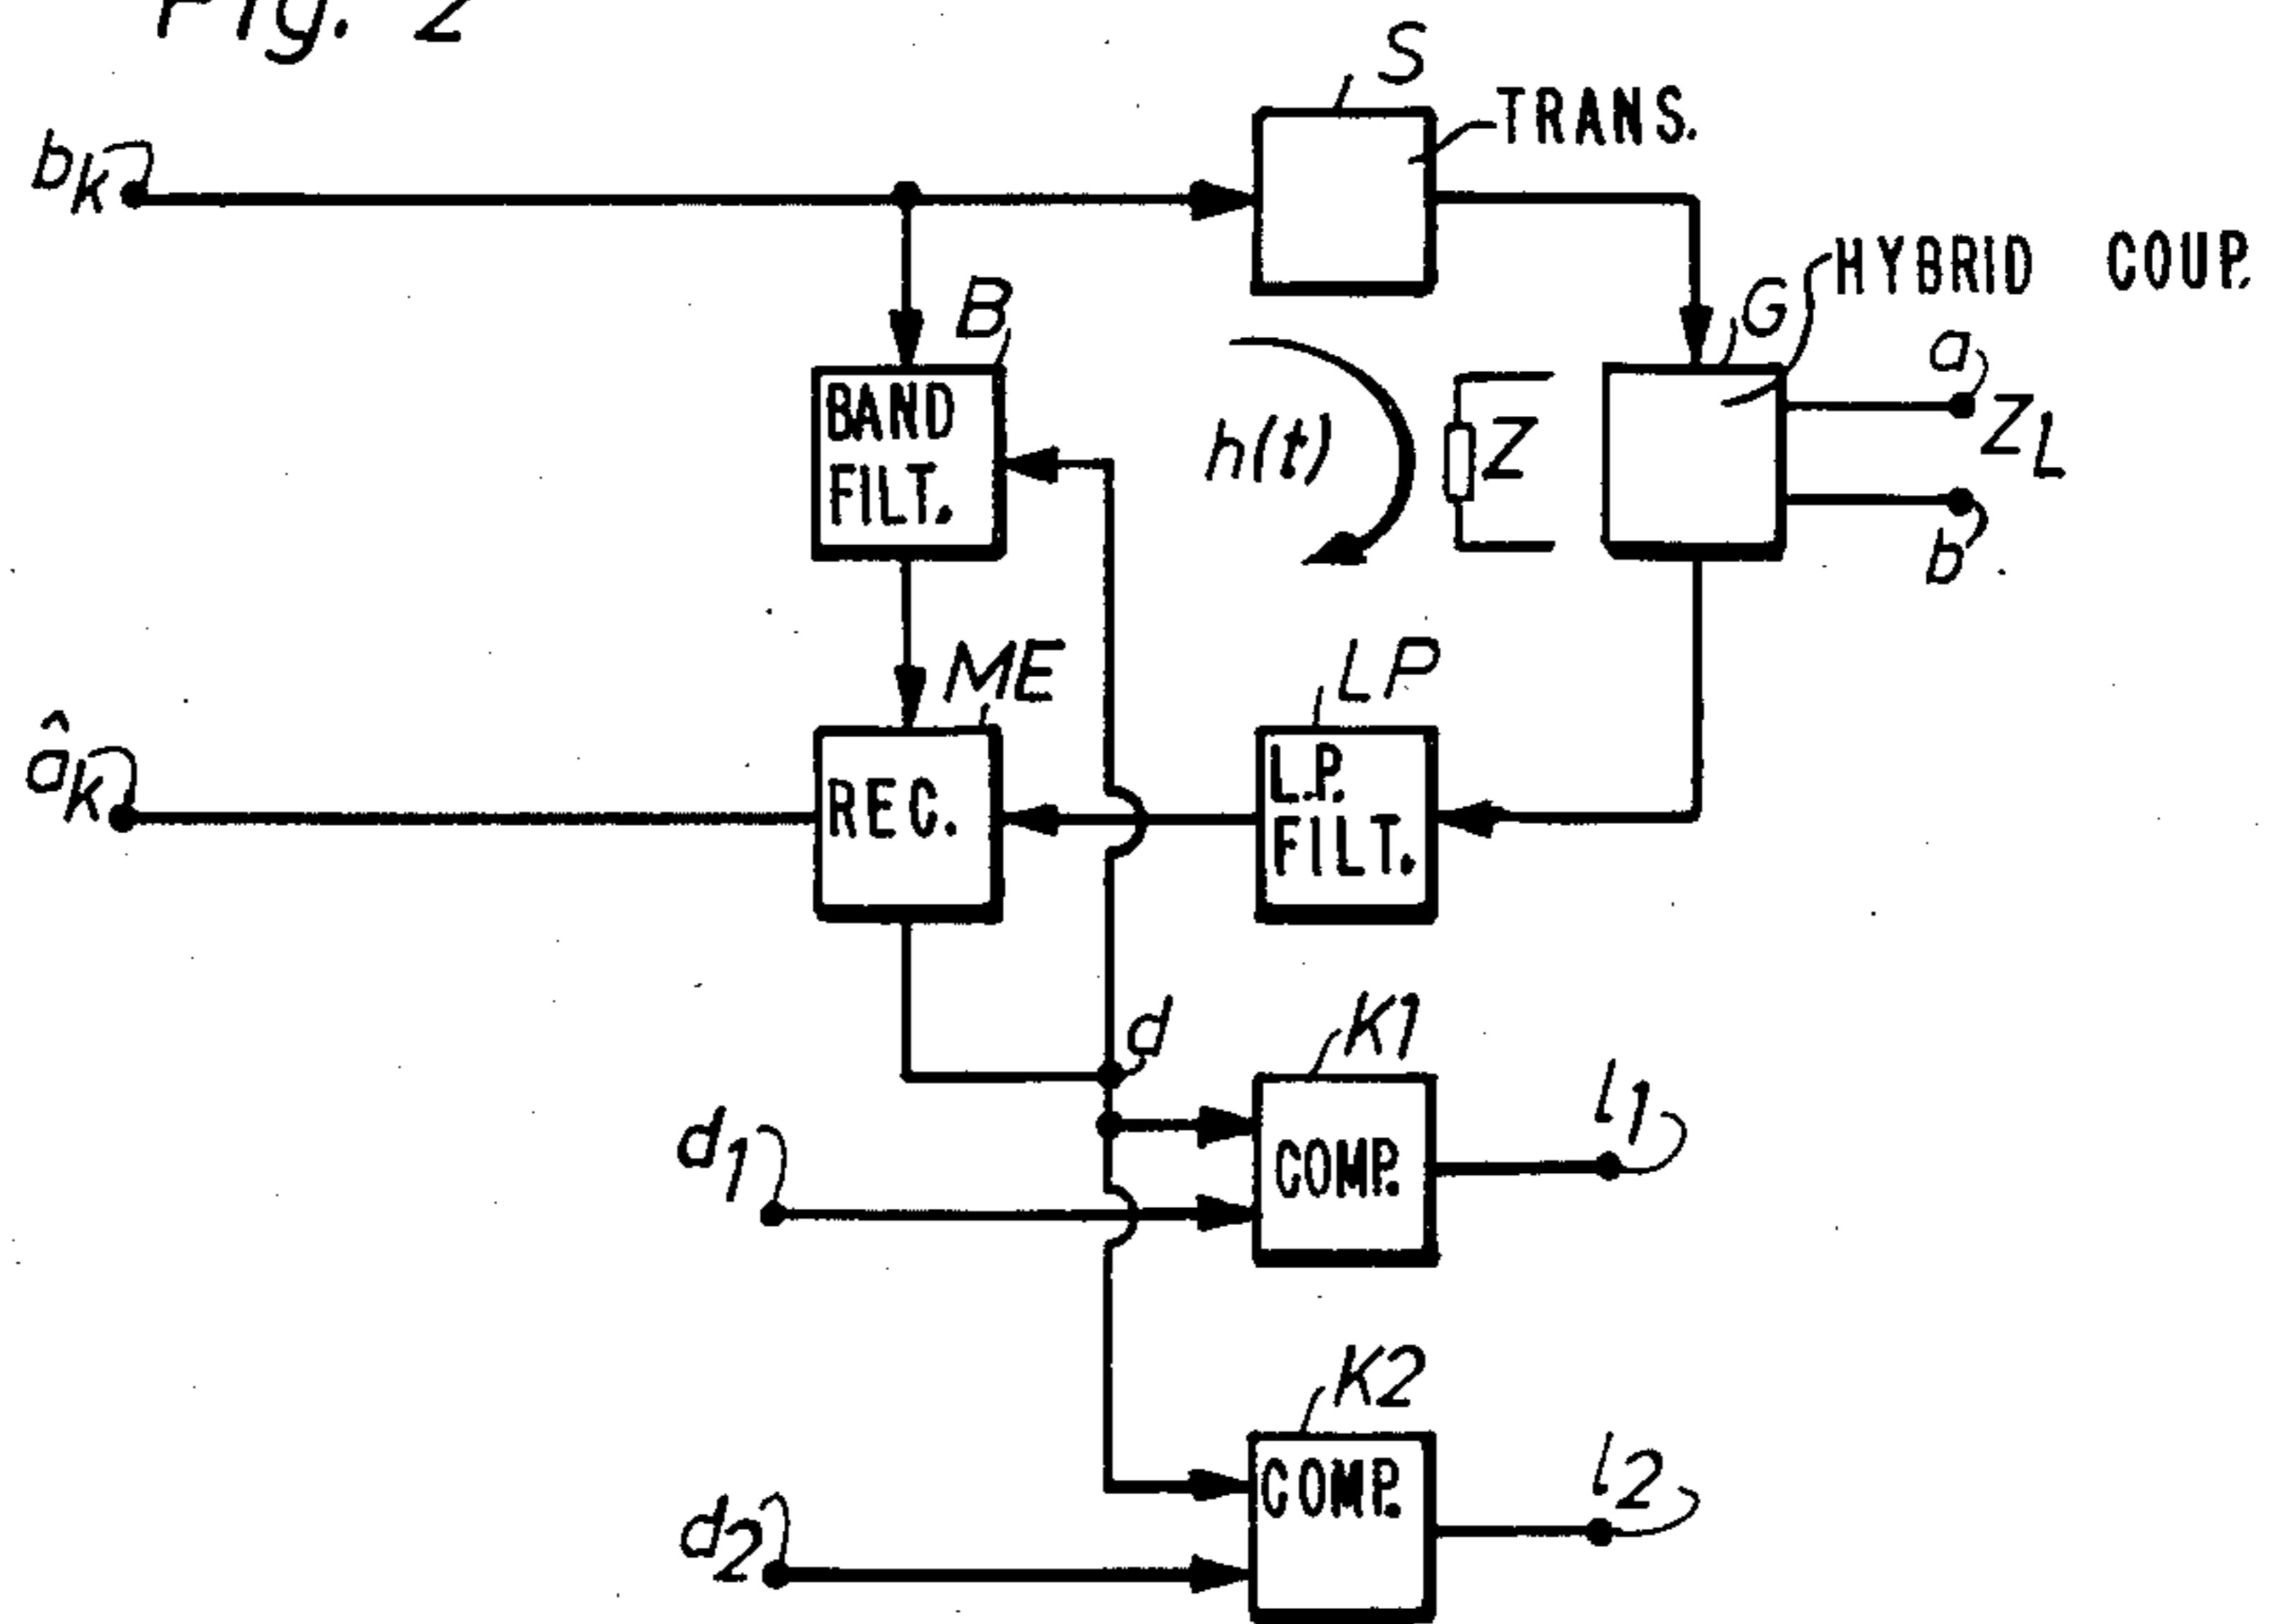 Fig. 2
S
TRANS.
bk
HYBRID COUP.
B
G
a
BAND
FILT.
h(t)
Z
ZL
b
ME
LP
âk
REC.
L.P.
FILT.
d
K1
l1
d1
COMP.
K2
l2
COMP.
d2